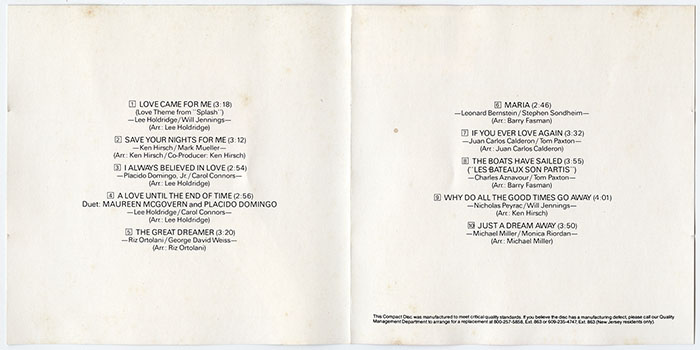 1 LOVE CAME FOR ME (3:18)
(Love Theme from "Splash")
—Lee Holdridge/Will Jennings—
(Arr: Lee Holdridge)
2 SAVE YOUR NIGHTS FOR ME (3:12)
—Ken Hirsch/Mark Mueller—
(Arr: Ken Hirsch/Co-Producer: Ken Hirsch)
3 I ALWAYS BELIEVED IN LOVE (2:54)
—Placido Domingo, Jr./Carol Connors—
(Arr: Lee Holdridge)
4 A LOVE UNTIL THE END OF TIME (2:56)
Duet: MAUREEN MCGOVERN and PLACIDO DOMINGO
—Lee Holdridge/Carol Connors—
(Arr: Lee Holdridge)
5 THE GREAT DREAMER (3:20)
—Riz Ortolani/George David Weiss—
(Arr: Riz Ortolani)
6 MARIA (2:46)
—Leonard Bernstein/Stephen Sondheim—
(Arr: Barry Fasman)
7 IF YOU EVER LOVE AGAIN (3:32)
—Juan Carlos Calderon/Tom Paxton—
(Arr: Juan Carlos Calderon)
8 THE BOATS HAVE SAILED (3:55)
("LES BATEAUX SON PARTIS")
—Charles Aznavour/Tom Paxton—
(Arr: Barry Fasman)
9 WHY DO ALL THE GOOD TIMES GO AWAY (4:01)
—Nicholas Peyrac/Will Jennings—
(Arr: Ken Hirsch)
10 JUST A DREAM AWAY (3:50)
—Michael Miller/Monica Riordan—
(Arr: Michael Miller)
This Compact Disc was manufactured to meet critical quality standards. If you believe the disc has a manufacturing defect, please call our Quality
Management Department to arrange for a replacement at 800-257-5858, Ext. 863 or 609-235-4747, Ext. 863 (New Jersey residents only).